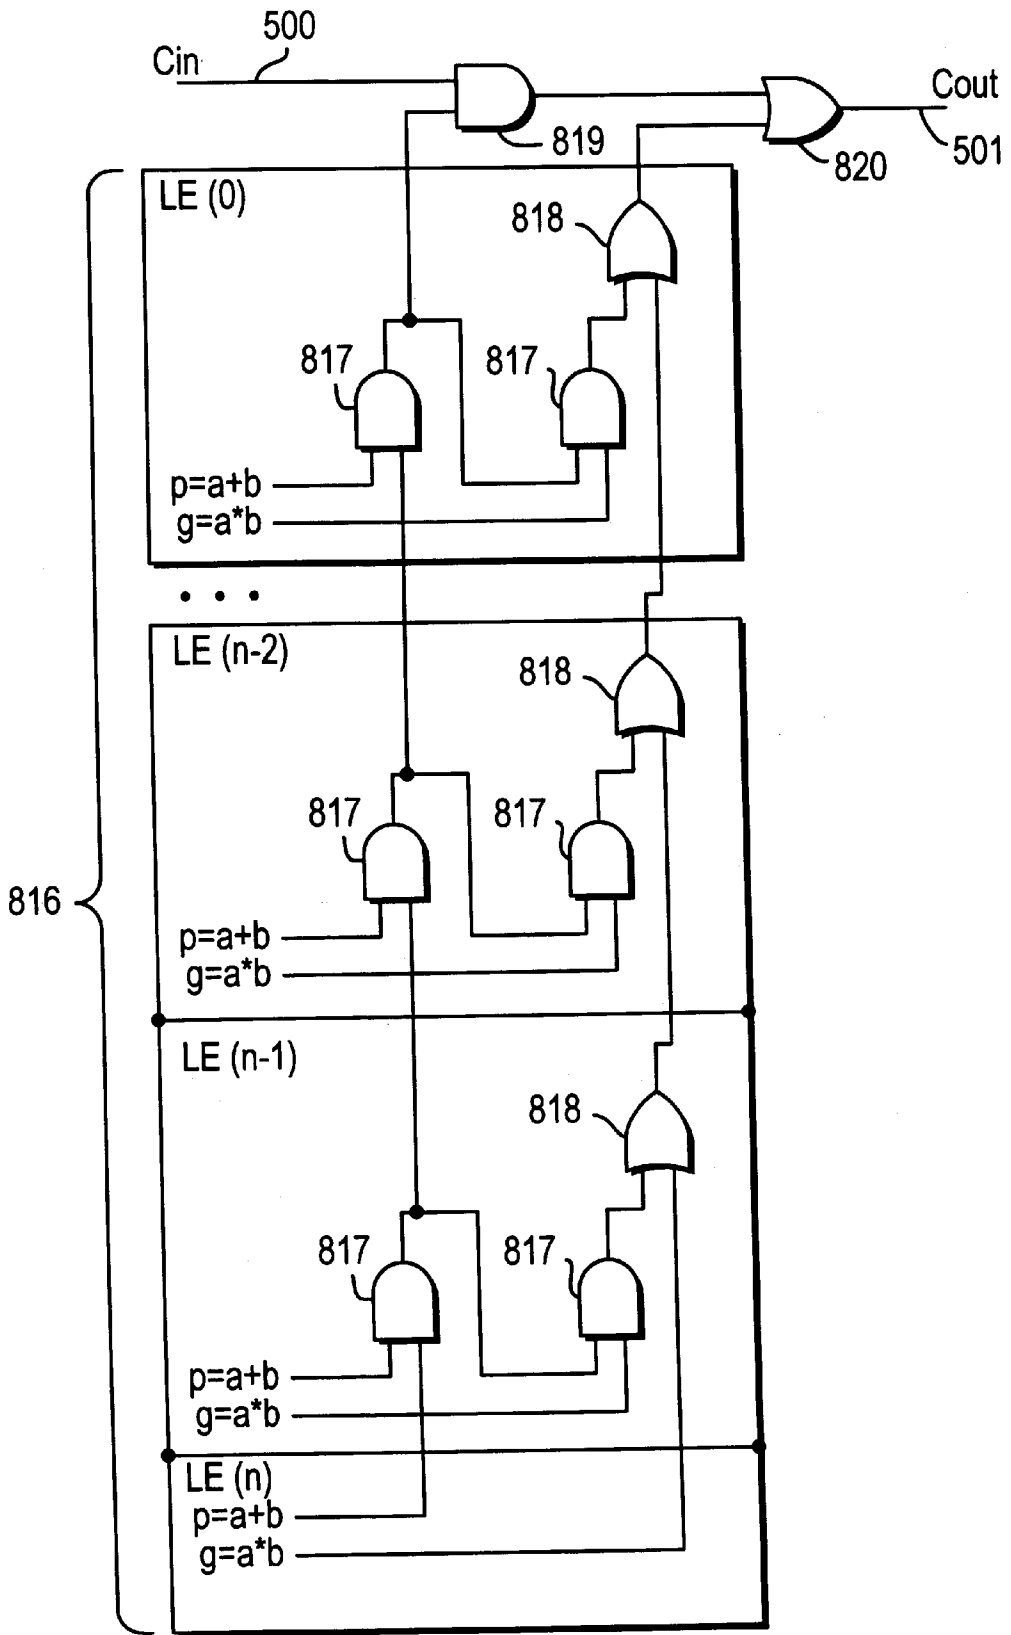 500
Cin
Cout
819
820
501
LE (0)
818
817
817
p=a+b
g=a*b
• • •
LE (n-2)
818
817
817
816
p=a+b
g=a*b
LE (n-1)
818
817
817
p=a+b
g=a*b
LE (n)
p=a+b
g=a*b